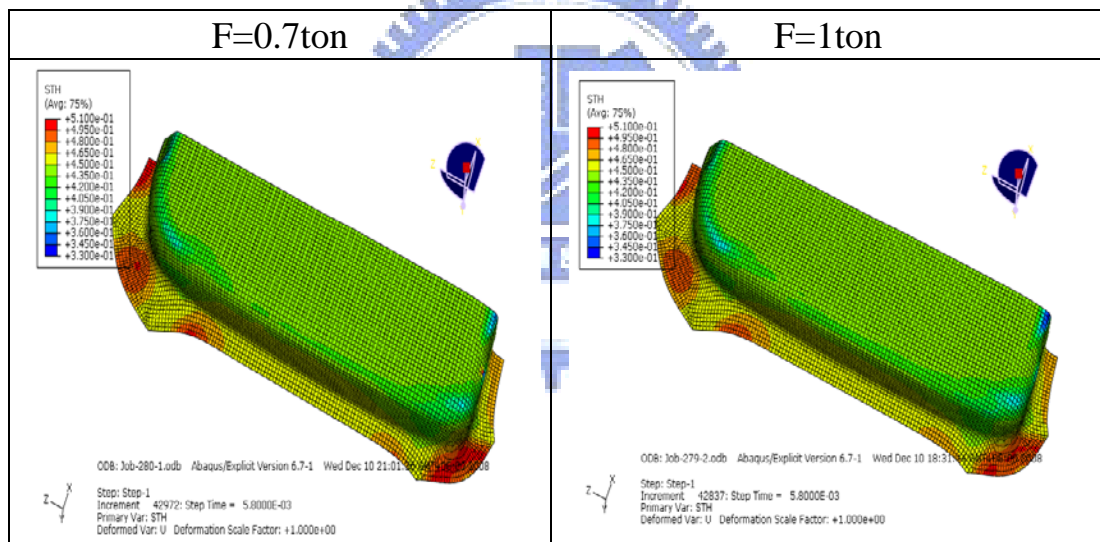 F=0.7ton
F=1ton
STH
(Avg: 75%)
+5.100e-01
+4.950e-01
+4.800e-01
+4.650e-01
+4.500e-01
+4.350e-01
+4.200e-01
+4.050e-01
+3.900e-01
+3.750e-01
+3.600e-01
+3.450e-01
+3.300e-01
ODB: Job-280-1.odb Abaqus/Explicit Version 6.7-1 Wed Dec 10
Step: Step-1
Increment 42972: Step Time = 5.8000E-03
Primary Var: STH
Deformed Var: U Deformation Scale Factor: +1.000e+00
Z X Y
STH
(Avg: 75%)
+5.100e-01
+4.950e-01
+4.800e-01
+4.650e-01
+4.500e-01
+4.350e-01
+4.200e-01
+4.050e-01
+3.900e-01
+3.750e-01
+3.600e-01
+3.450e-01
+3.300e-01
ODB: Job-279-2.odb Abaqus/Explicit Version 6.7-1 Wed Dec 10
Step: Step-1
Increment 42837: Step Time = 5.8000E-03
Primary Var: STH
Deformed Var: U Deformation Scale Factor: +1.000e+00
Z X Y